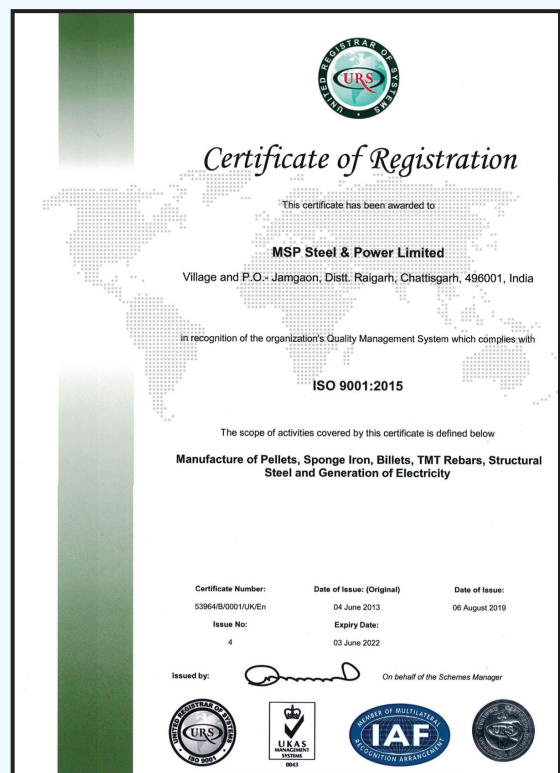 UNITED REGISTRAR OF SYSTEMS
URS
Certificate of Registration
This certificate has been awarded to
MSP Steel & Power Limited
Village and P.O.- Jamgaon, Distt. Raigarh, Chattisgarh, 496001, India
in recognition of the organization's Quality Management System which complies with
ISO 9001:2015
The scope of activities covered by this certificate is defined below
Manufacture of Pellets, Sponge Iron, Billets, TMT Rebars, Structural
Steel and Generation of Electricity
Certificate Number: Date of Issue: (Original) Date of Issue:
53964/B/0001/UK/En 04 June 2013 06 August 2019
Issue No: Expiry Date:
4 03 June 2022
Issued by: On behalf of the Schemes Manager
UNITED REGISTRAR OF SYSTEMS
URS
ISO 9001
UKAS
MANAGEMENT
SYSTEMS
0043
MEMBER OF MULTILATERAL
IAF
RECOGNITION ARRANGEMENT
URS